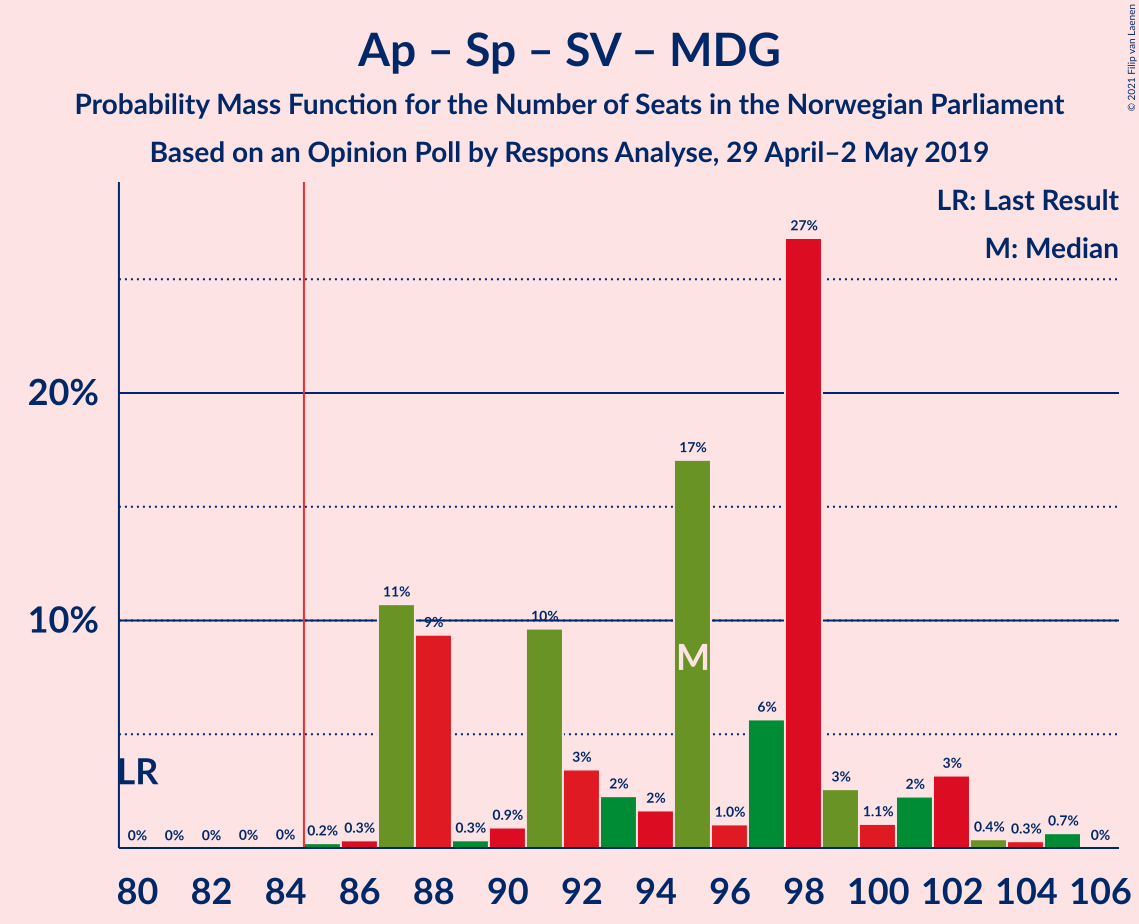 Ap – Sp – SV – MDG
Probability Mass Function for the Number of Seats in the Norwegian Parliament
Based on an Opinion Poll by Respons Analyse, 29 April–2 May 2019
© 2021 Filip van Laenen
LR: Last Result
M: Median
20%
10%
LR
M
0% 0% 0% 0% 0% 0.2% 0.3% 11% 9% 0.3% 0.9% 10% 3% 2% 2% 17% 1.0% 6% 27% 3% 1.1% 2% 3% 0.4% 0.3% 0.7% 0%
80 82 84 86 88 90 92 94 96 98 100 102 104 106